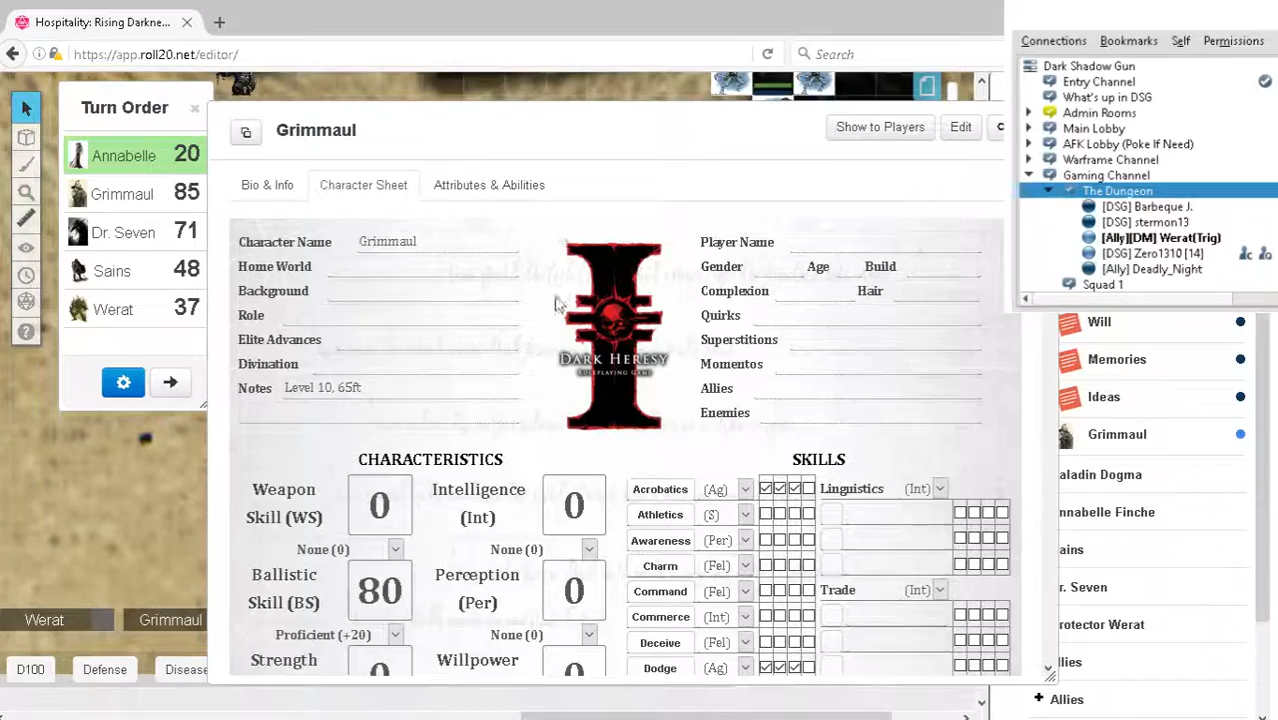 Hospitality: Rising Darkne...
https://app.roll20.net/editor/
Search
Turn Order
Annabelle 20
Grimmaul 85
Dr. Seven 71
Sains 48
Werat 37
Werat
Grimmaul
D100
Defense
Disease
Grimmaul
Show to Players
Edit
Bio & Info
Character Sheet
Attributes & Abilities
Character Name Grimmaul
Home World
Background
Role
Elite Advances
Divination
Notes Level 10, 65ft
DARK HERESY
ROLEPLAYING GAME
Player Name
Gender Age Build
Complexion Hair
Quirks
Superstitions
Momentos
Allies
Enemies
CHARACTERISTICS
Weapon Skill (WS) 0
None (0)
Intelligence (Int) 0
None (0)
Ballistic Skill (BS) 80
Proficient (+20)
Perception (Per) 0
None (0)
Strength 0
Willpower 0
SKILLS
Acrobatics (Ag)
Athletics (S)
Awareness (Per)
Charm (Fel)
Command (Fel)
Commerce (Int)
Deceive (Fel)
Dodge (Ag)
Linguistics (Int)
Trade (Int)
Connections Bookmarks Self Permissions
Dark Shadow Gun
Entry Channel
What's up in DSG
Admin Rooms
Main Lobby
AFK Lobby (Poke If Need)
Warframe Channel
Gaming Channel
The Dungeon
[DSG] Barbeque J.
[DSG] stermon13
[Ally][DM] Werat(Trig)
[DSG] Zero1310 [14]
[Ally] Deadly_Night
Squad 1
Will
Memories
Ideas
Grimmaul
aladin Dogma
nnabelle Finche
ains
r. Seven
rotector Werat
llies
Allies